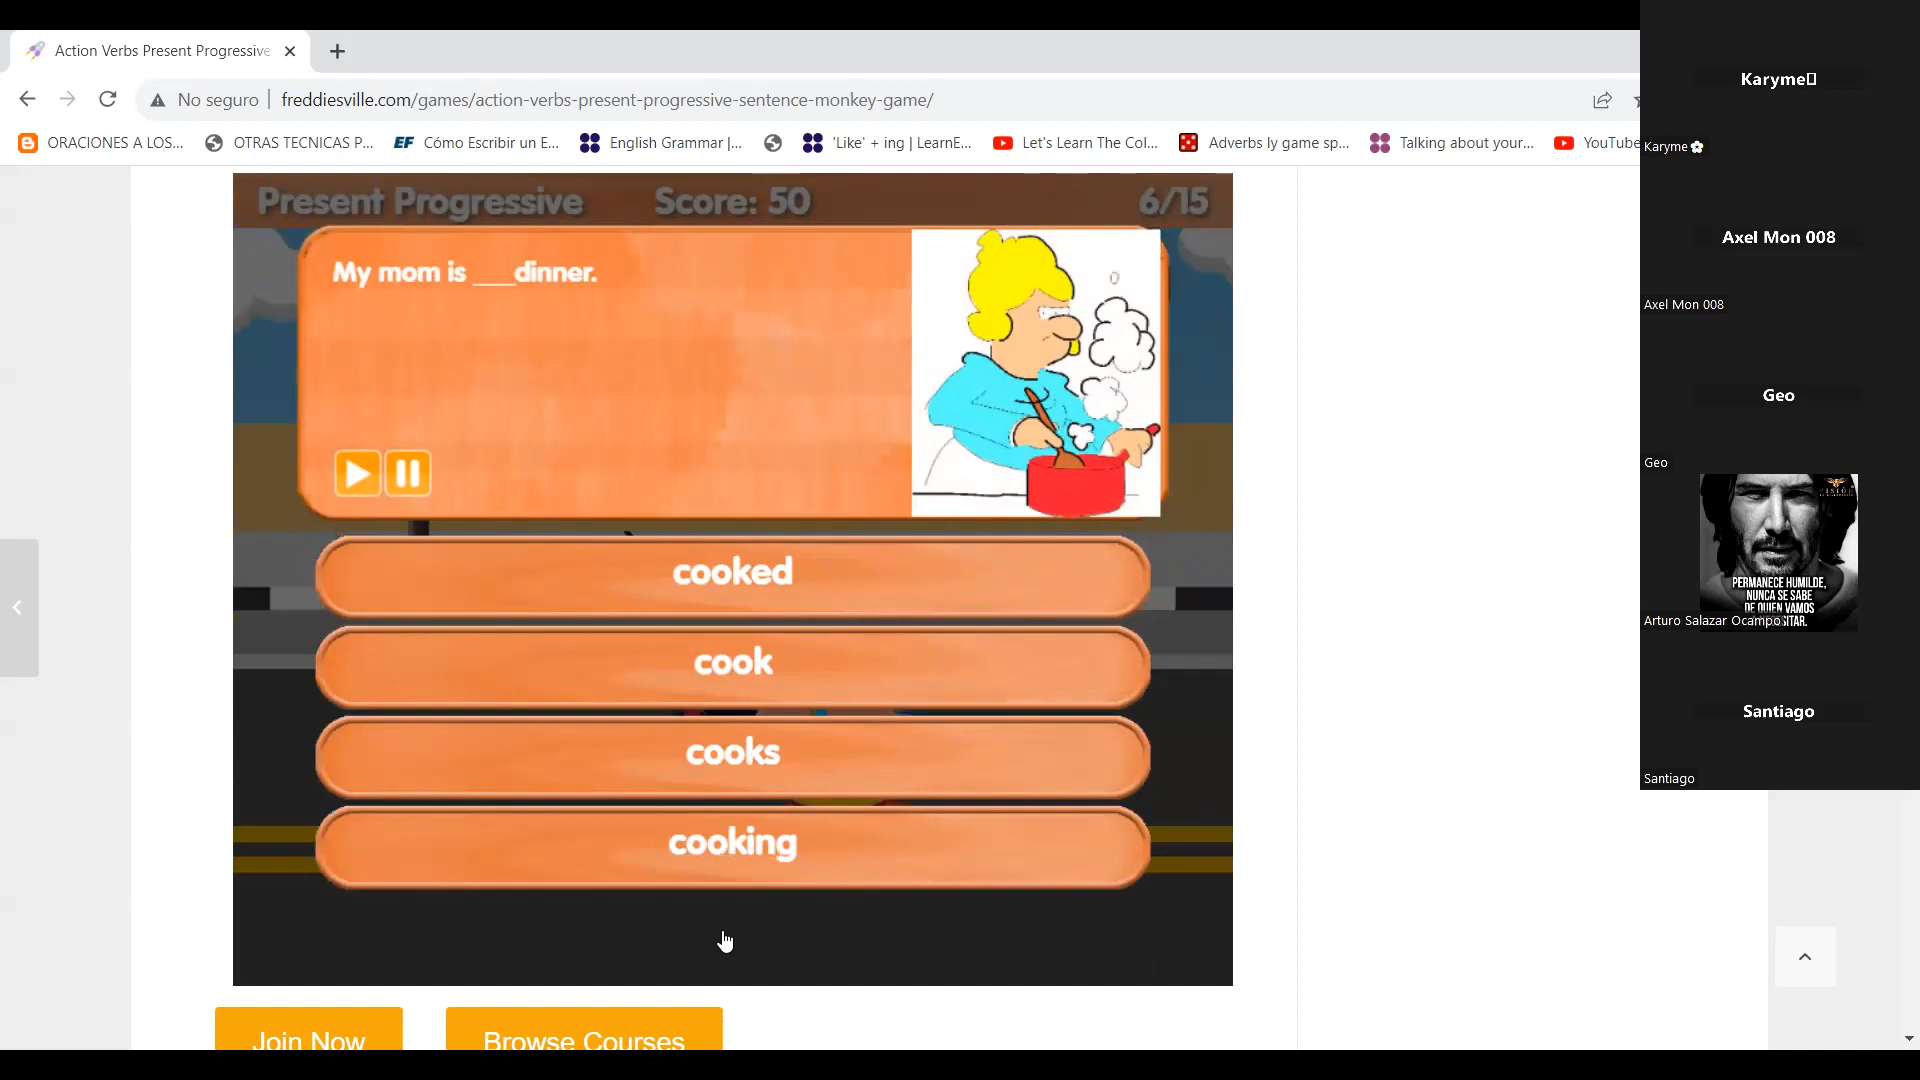 Action Verbs Present Progressive
No seguro
freddiesville.com/games/action-verbs-present-progressive-sentence-monkey-game/
ORACIONES A LOS...
OTRAS TECNICAS P...
EF Cómo Escribir un E...
English Grammar |...
'Like' + ing | LearnE...
Let's Learn The Col...
Adverbs ly game sp...
Talking about your...
YouTube
Present Progressive
Score: 50
6/15
My mom is ___dinner.
cooked
cook
cooks
cooking
Join Now
Browse Courses
Karyme
Karyme
Axel Mon 008
Axel Mon 008
Geo
Geo
PERMANECE HUMILDE,
NUNCA SE SABE
DE QUIEN VAMOS
Arturo Salazar Ocampo
Santiago
Santiago